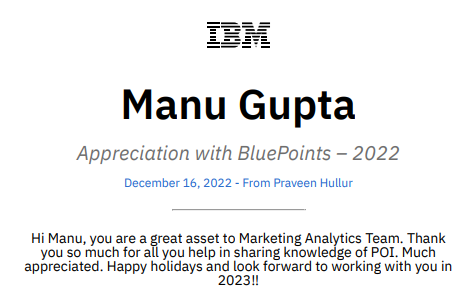 IBM
Manu Gupta
Appreciation with BluePoints – 2022
December 16, 2022 - From Praveen Hullur
Hi Manu, you are a great asset to Marketing Analytics Team. Thank
you so much for all you help in sharing knowledge of POI. Much
appreciated. Happy holidays and look forward to working with you in
2023!!